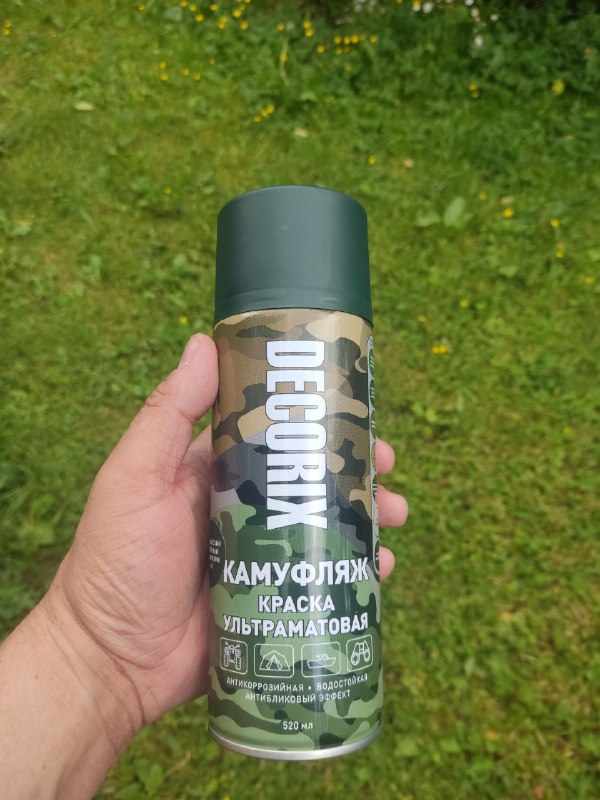 DECORIX
КАМУФЛЯЖ
КРАСКА
УЛЬТРАМАТОВАЯ
АНТИКОРРОЗИЙНАЯ • ВОДОСТОЙКАЯ
АНТИБЛИКОВЫЙ ЭФФЕКТ
520 мл